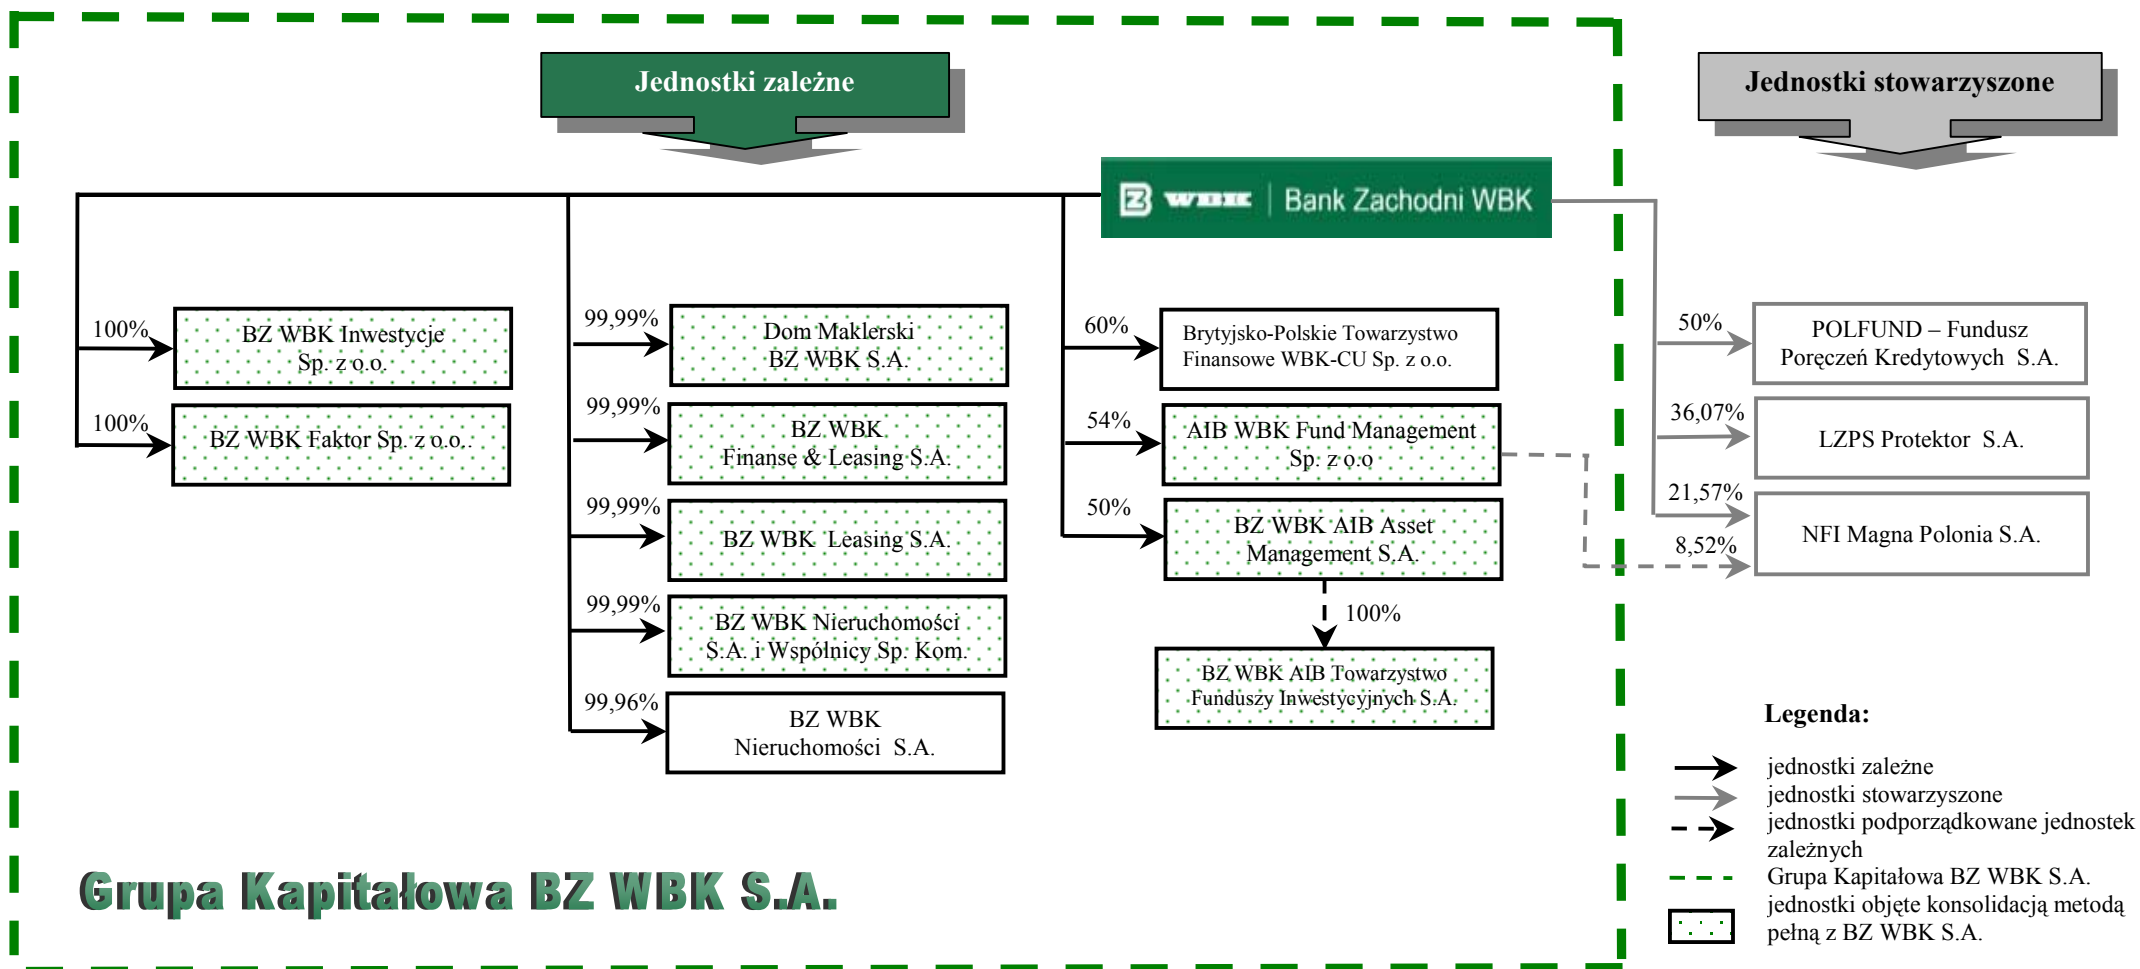 Jednostki zależne
Jednostki stowarzyszone
B WBK | Bank Zachodni WBK
100%
BZ WBK Inwestycje
Sp. z o.o.
100%
BZ WBK Faktor Sp. z o.o..
99,99%
Dom Maklerski
BZ WBK S.A.
99,99%
BZ WBK
Finanse & Leasing S.A.
99,99%
BZ WBK Leasing S.A.
99,99%
BZ WBK Nieruchomości
S.A. i Wspólnicy Sp. Kom.
99,96%
BZ WBK
Nieruchomości S.A.
60%
Brytyjsko-Polskie Towarzystwo
Finansowe WBK-CU Sp. z o.o.
54%
AIB WBK Fund Management
Sp. z o.o
50%
BZ WBK AIB Asset
Management S.A.
100%
BZ WBK AIB Towarzystwo
Funduszy Inwestycyjnych S.A.
50%
POLFUND – Fundusz
Poręczeń Kredytowych S.A.
36,07%
LZPS Protektor S.A.
21,57%
NFI Magna Polonia S.A.
8,52%
Legenda:
jednostki zależne
jednostki stowarzyszone
jednostki podporządkowane jednostek
zależnych
Grupa Kapitałowa BZ WBK S.A.
jednostki objęte konsolidacją metodą
pełną z BZ WBK S.A.
Grupa Kapitałowa BZ WBK S.A.